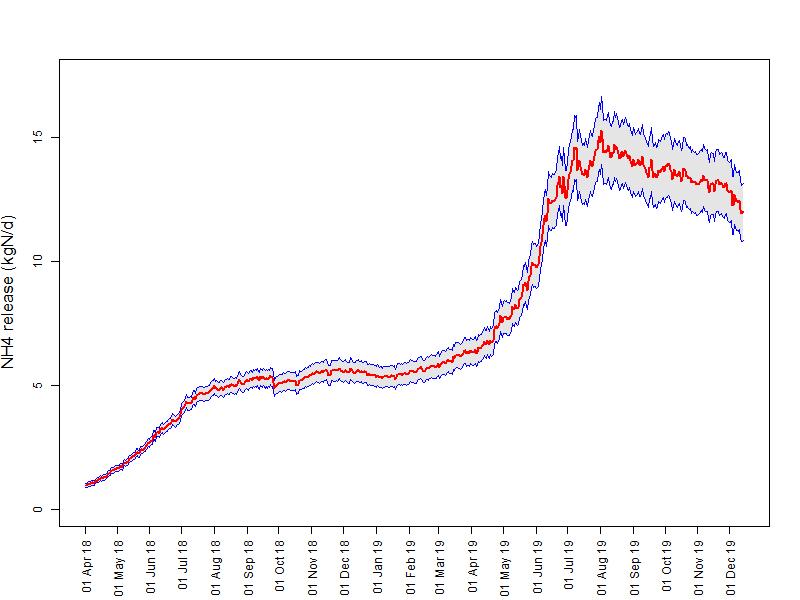 NH4 release (kgN/d)
15
10
5
0
01 Apr 18
01 May 18
01 Jun 18
01 Jul 18
01 Aug 18
01 Sep 18
01 Oct 18
01 Nov 18
01 Dec 18
01 Jan 19
01 Feb 19
01 Mar 19
01 Apr 19
01 May 19
01 Jun 19
01 Jul 19
01 Aug 19
01 Sep 19
01 Oct 19
01 Nov 19
01 Dec 19